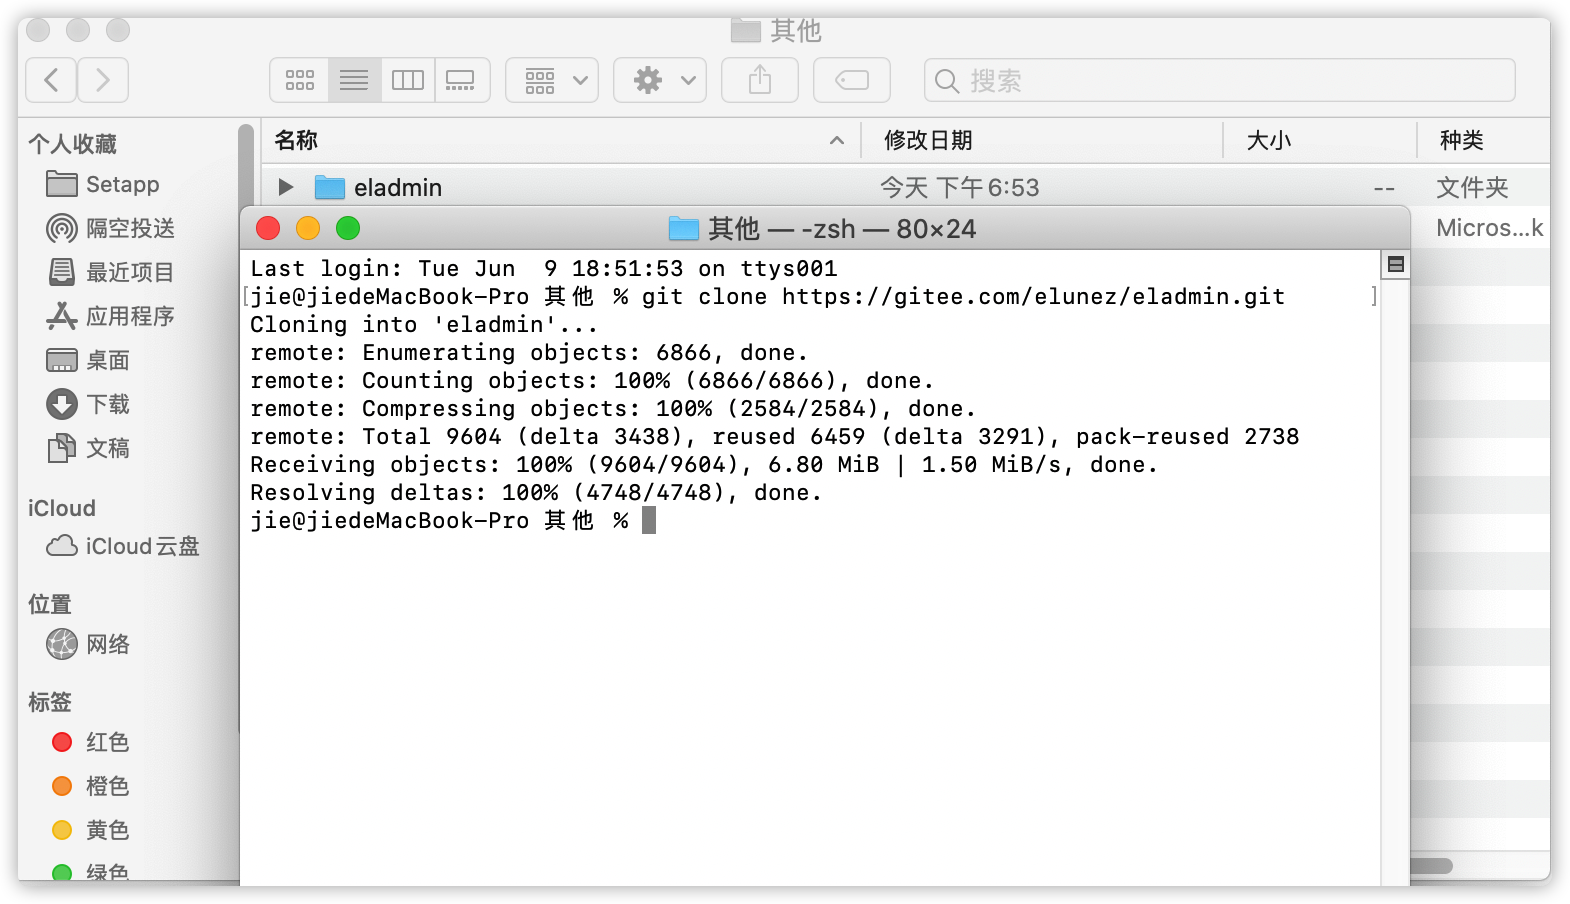 其他
搜索
个人收藏
Setapp
隔空投送
最近项目
应用程序
桌面
下载
文稿
iCloud
iCloud云盘
位置
网络
标签
红色
橙色
黄色
绿色
名称 修改日期 大小 种类
eladmin 今天 下午6:53 -- 文件夹
Micros...k
其他 — -zsh — 80×24
Last login: Tue Jun  9 18:51:53 on ttys001
[jie@jiedeMacBook-Pro 其他 % git clone https://gitee.com/elunez/eladmin.git ]
Cloning into 'eladmin'...
remote: Enumerating objects: 6866, done.
remote: Counting objects: 100% (6866/6866), done.
remote: Compressing objects: 100% (2584/2584), done.
remote: Total 9604 (delta 3438), reused 6459 (delta 3291), pack-reused 2738
Receiving objects: 100% (9604/9604), 6.80 MiB | 1.50 MiB/s, done.
Resolving deltas: 100% (4748/4748), done.
jie@jiedeMacBook-Pro 其他 %